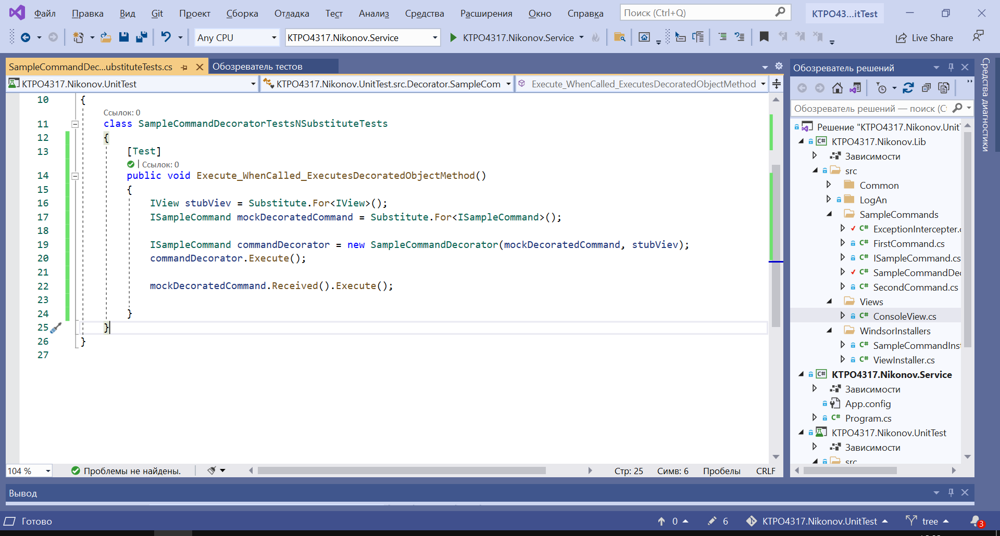 Файл Правка Вид Git Проект Сборка Отладка Тест Анализ Средства Расширения Окно Справка Поиск (Ctrl+Q) KTPO43...itTest
Any CPU KTPO4317.Nikonov.Service KTPO4317.Nikonov.Service Live Share
SampleCommandDec...ubstituteTests.cs Обозреватель тестов
KTPO4317.Nikonov.UnitTest KTPO4317.Nikonov.UnitTest.src.Decorator.SampleCom Execute_WhenCalled_ExecutesDecoratedObjectMethod
10 {
Ссылок: 0
11 class SampleCommandDecoratorTestsNSubstituteTests
12 {
13 [Test]
| Ссылок: 0
14 public void Execute_WhenCalled_ExecutesDecoratedObjectMethod()
15 {
16 IView stubViev = Substitute.For<IView>();
17 ISampleCommand mockDecoratedCommand = Substitute.For<ISampleCommand>();
18
19 ISampleCommand commandDecorator = new SampleCommandDecorator(mockDecoratedCommand, stubViev);
20 commandDecorator.Execute();
21
22 mockDecoratedCommand.Received().Execute();
23
24 }
25 }
26 }
27
104 % Проблемы не найдены. Стр: 25 Симв: 6 Пробелы CRLF
Обозреватель решений
Обозреватель решений — поиск (Ct
Решение "KTPO4317.Nikonov.UnitT
C# KTPO4317.Nikonov.Lib
Зависимости
src
Common
LogAn
SampleCommands
C# ExceptionIntercepter.c
C# FirstCommand.cs
C# ISampleCommand.cs
C# SampleCommandDec
C# SecondCommand.cs
Views
C# ConsoleView.cs
WindsorInstallers
C# SampleCommandInst
C# ViewInstaller.cs
C# KTPO4317.Nikonov.Service
Зависимости
App.config
C# Program.cs
KTPO4317.Nikonov.UnitTest
Зависимости
src
Средства диагностики
Вывод
Готово 0 6 KTPO4317.Nikonov.UnitTest tree 3